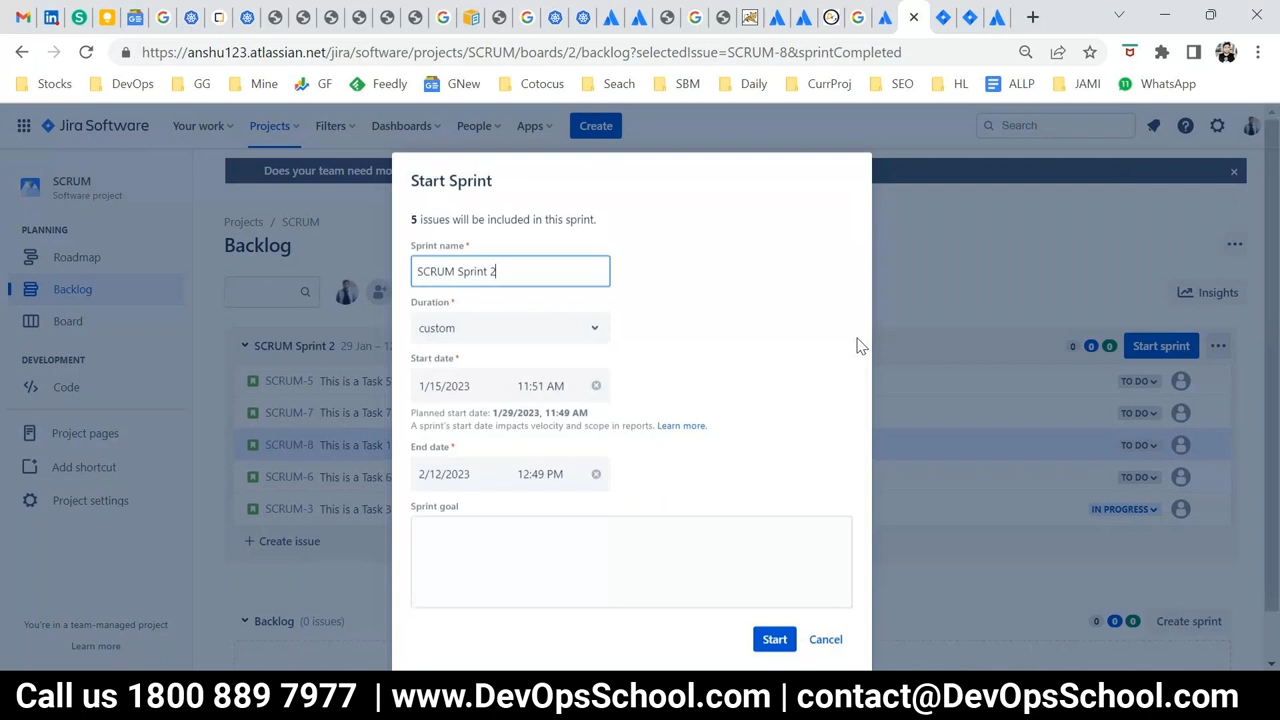 https://anshu123.atlassian.net/jira/software/projects/SCRUM/boards/2/backlog?selectedIssue=SCRUM-8&sprintCompleted
Stocks DevOps GG Mine GF Feedly GNew Cotocus Seach SBM Daily CurrProj SEO HL ALLP JAMI 11 WhatsApp
Jira Software Your work Projects Filters Dashboards People Apps Create Search
SCRUM
Software project
PLANNING
Roadmap
Backlog
Board
DEVELOPMENT
Code
Project pages
Add shortcut
Project settings
You're in a team-managed project
Learn more
Does your team need mo
Projects / SCRUM
Backlog
Insights
SCRUM Sprint 2 29 Jan – 1
0 0 0 Start sprint
SCRUM-5 This is a Task 5 TO DO
SCRUM-7 This is a Task 7 TO DO
SCRUM-8 This is a Task 1 TO DO
SCRUM-6 This is a Task 6 TO DO
SCRUM-3 This is a Task 3 IN PROGRESS
+ Create issue
Backlog (0 issues) 0 0 0 Create sprint
Start Sprint
5 issues will be included in this sprint.
Sprint name*
SCRUM Sprint 2
Duration*
custom
Start date*
1/15/2023 11:51 AM
Planned start date: 1/29/2023, 11:49 AM
A sprint's start date impacts velocity and scope in reports. Learn more.
End date*
2/12/2023 12:49 PM
Sprint goal
Start Cancel
Call us 1800 889 7977 | www.DevOpsSchool.com | contact@DevOpsSchool.com